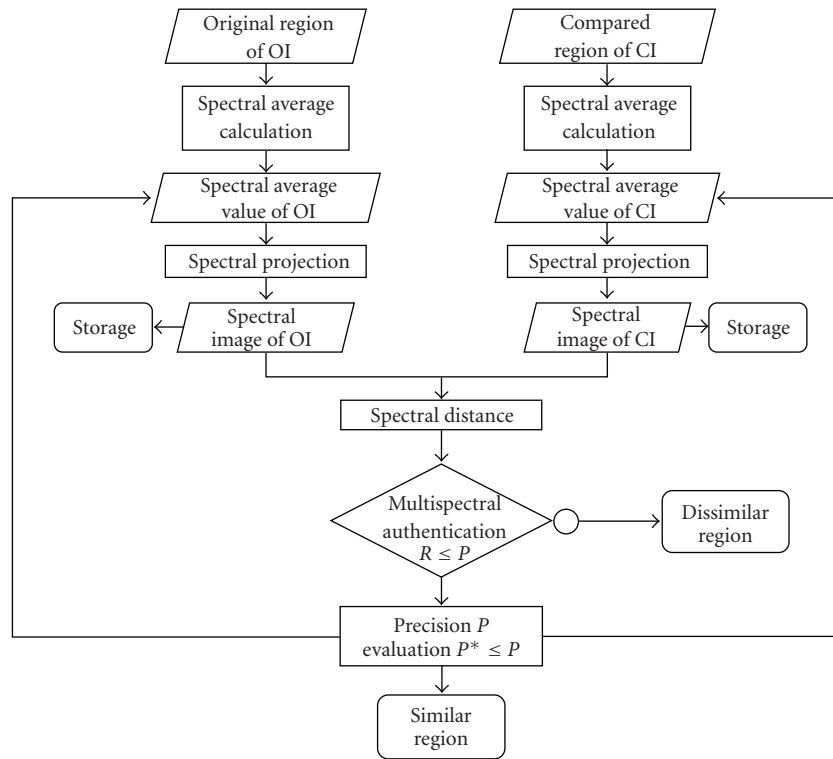 Original region
of OI
Compared
region of CI
Spectral average
calculation
Spectral average
calculation
Spectral average
value of OI
Spectral average
value of CI
Spectral projection
Spectral projection
Storage
Spectral
image of OI
Spectral
image of CI
Storage
Spectral distance
Multispectral
authentication
R ≤ P
Dissimilar
region
Precision P
evaluation P* ≤ P
Similar
region